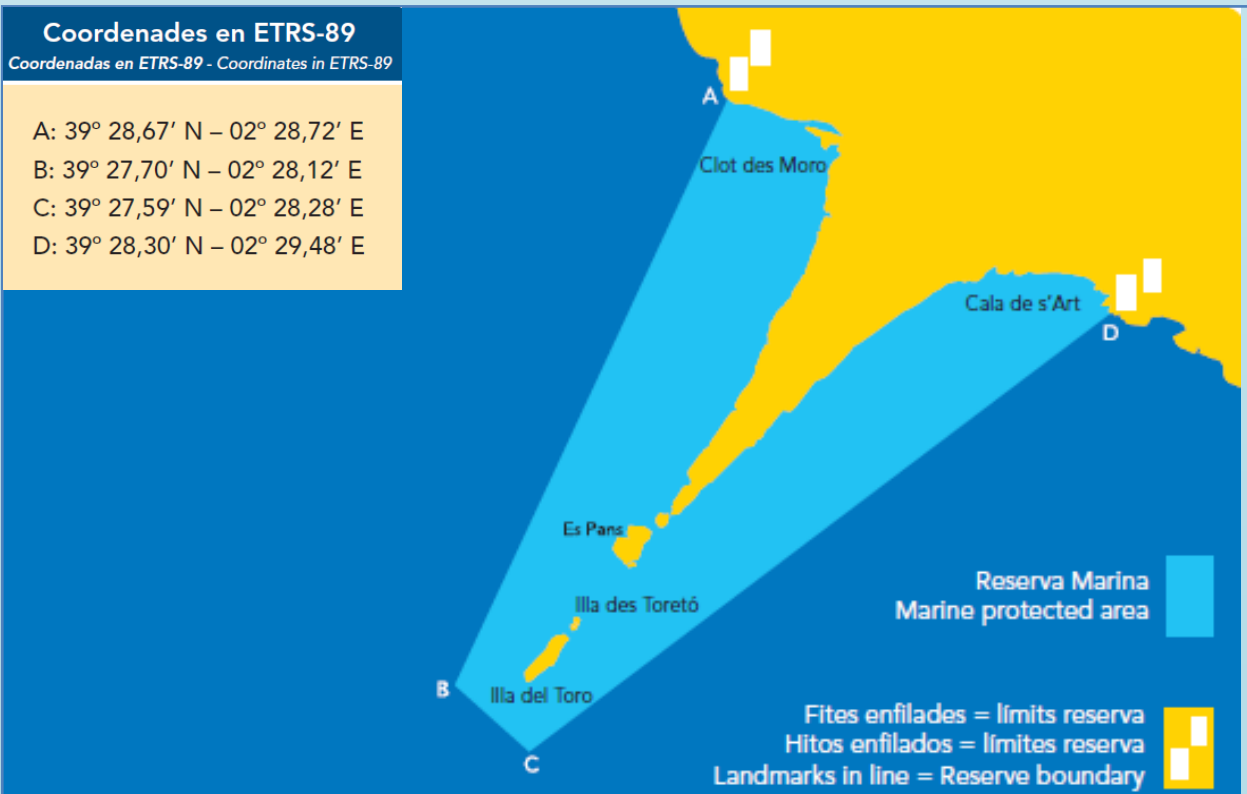 Coordenades en ETRS-89
Coordenadas en ETRS-89 - Coordinates in ETRS-89
A: 39º 28,67′ N – 02º 28,72′ E
B: 39º 27,70′ N – 02º 28,12′ E
C: 39º 27,59′ N – 02º 28,28′ E
D: 39º 28,30′ N – 02º 29,48′ E
A
Clot des Moro
Cala de s'Art
D
Es Pans
Illa des Toretó
B
Illa del Toro
C
Reserva Marina
Marine protected area
Fites enfilades = límits reserva
Hitos enfilados = límites reserva
Landmarks in line = Reserve boundary